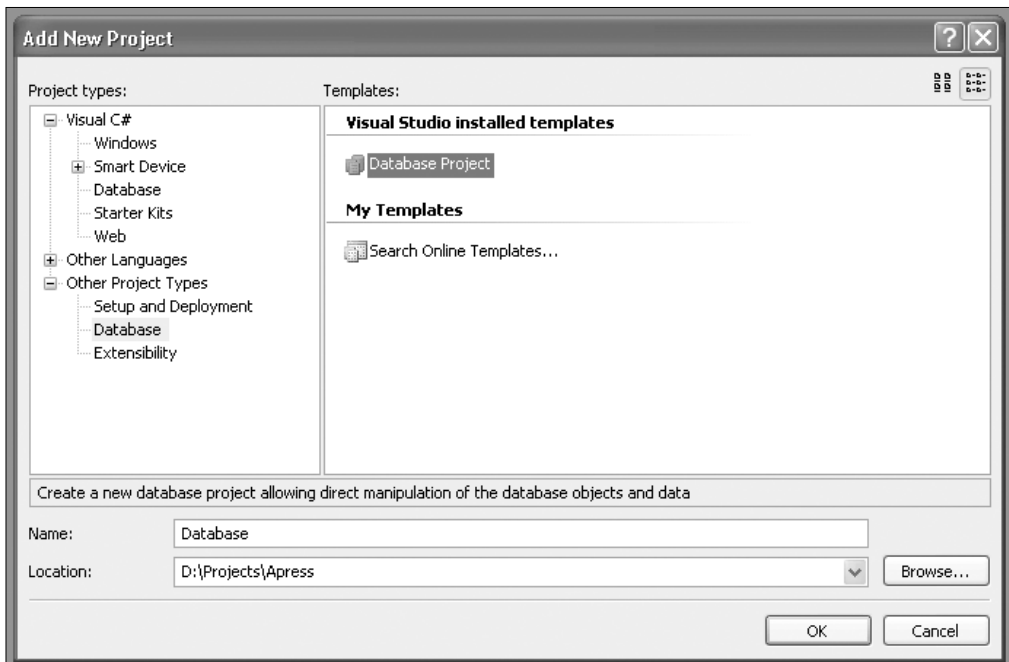 Add New Project
Project types:
Templates:
Visual C#
Windows
Smart Device
Database
Starter Kits
Web
Other Languages
Other Project Types
Setup and Deployment
Database
Extensibility
Visual Studio installed templates
Database Project
My Templates
Search Online Templates...
Create a new database project allowing direct manipulation of the database objects and data
Name:
Database
Location:
D:\Projects\Apress
Browse...
OK
Cancel